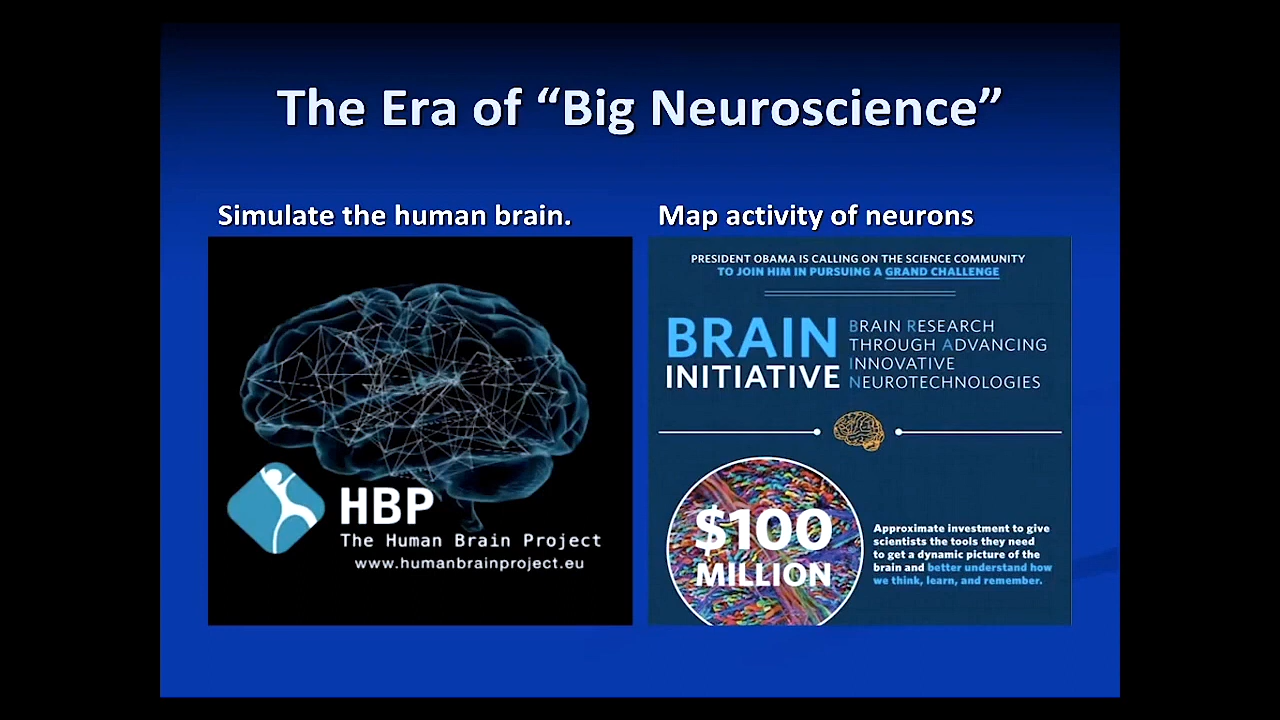 The Era of “Big Neuroscience”
Simulate the human brain.
HBP
The Human Brain Project
www.humanbrainproject.eu
Map activity of neurons
PRESIDENT OBAMA IS CALLING ON THE SCIENCE COMMUNITY
TO JOIN HIM IN PURSUING A GRAND CHALLENGE
BRAIN
INITIATIVE
BRAIN RESEARCH
THROUGH ADVANCING
INNOVATIVE
NEUROTECHNOLOGIES
$100
MILLION
Approximate investment to give
scientists the tools they need
to get a dynamic picture of the
brain and better understand how
we think, learn, and remember.